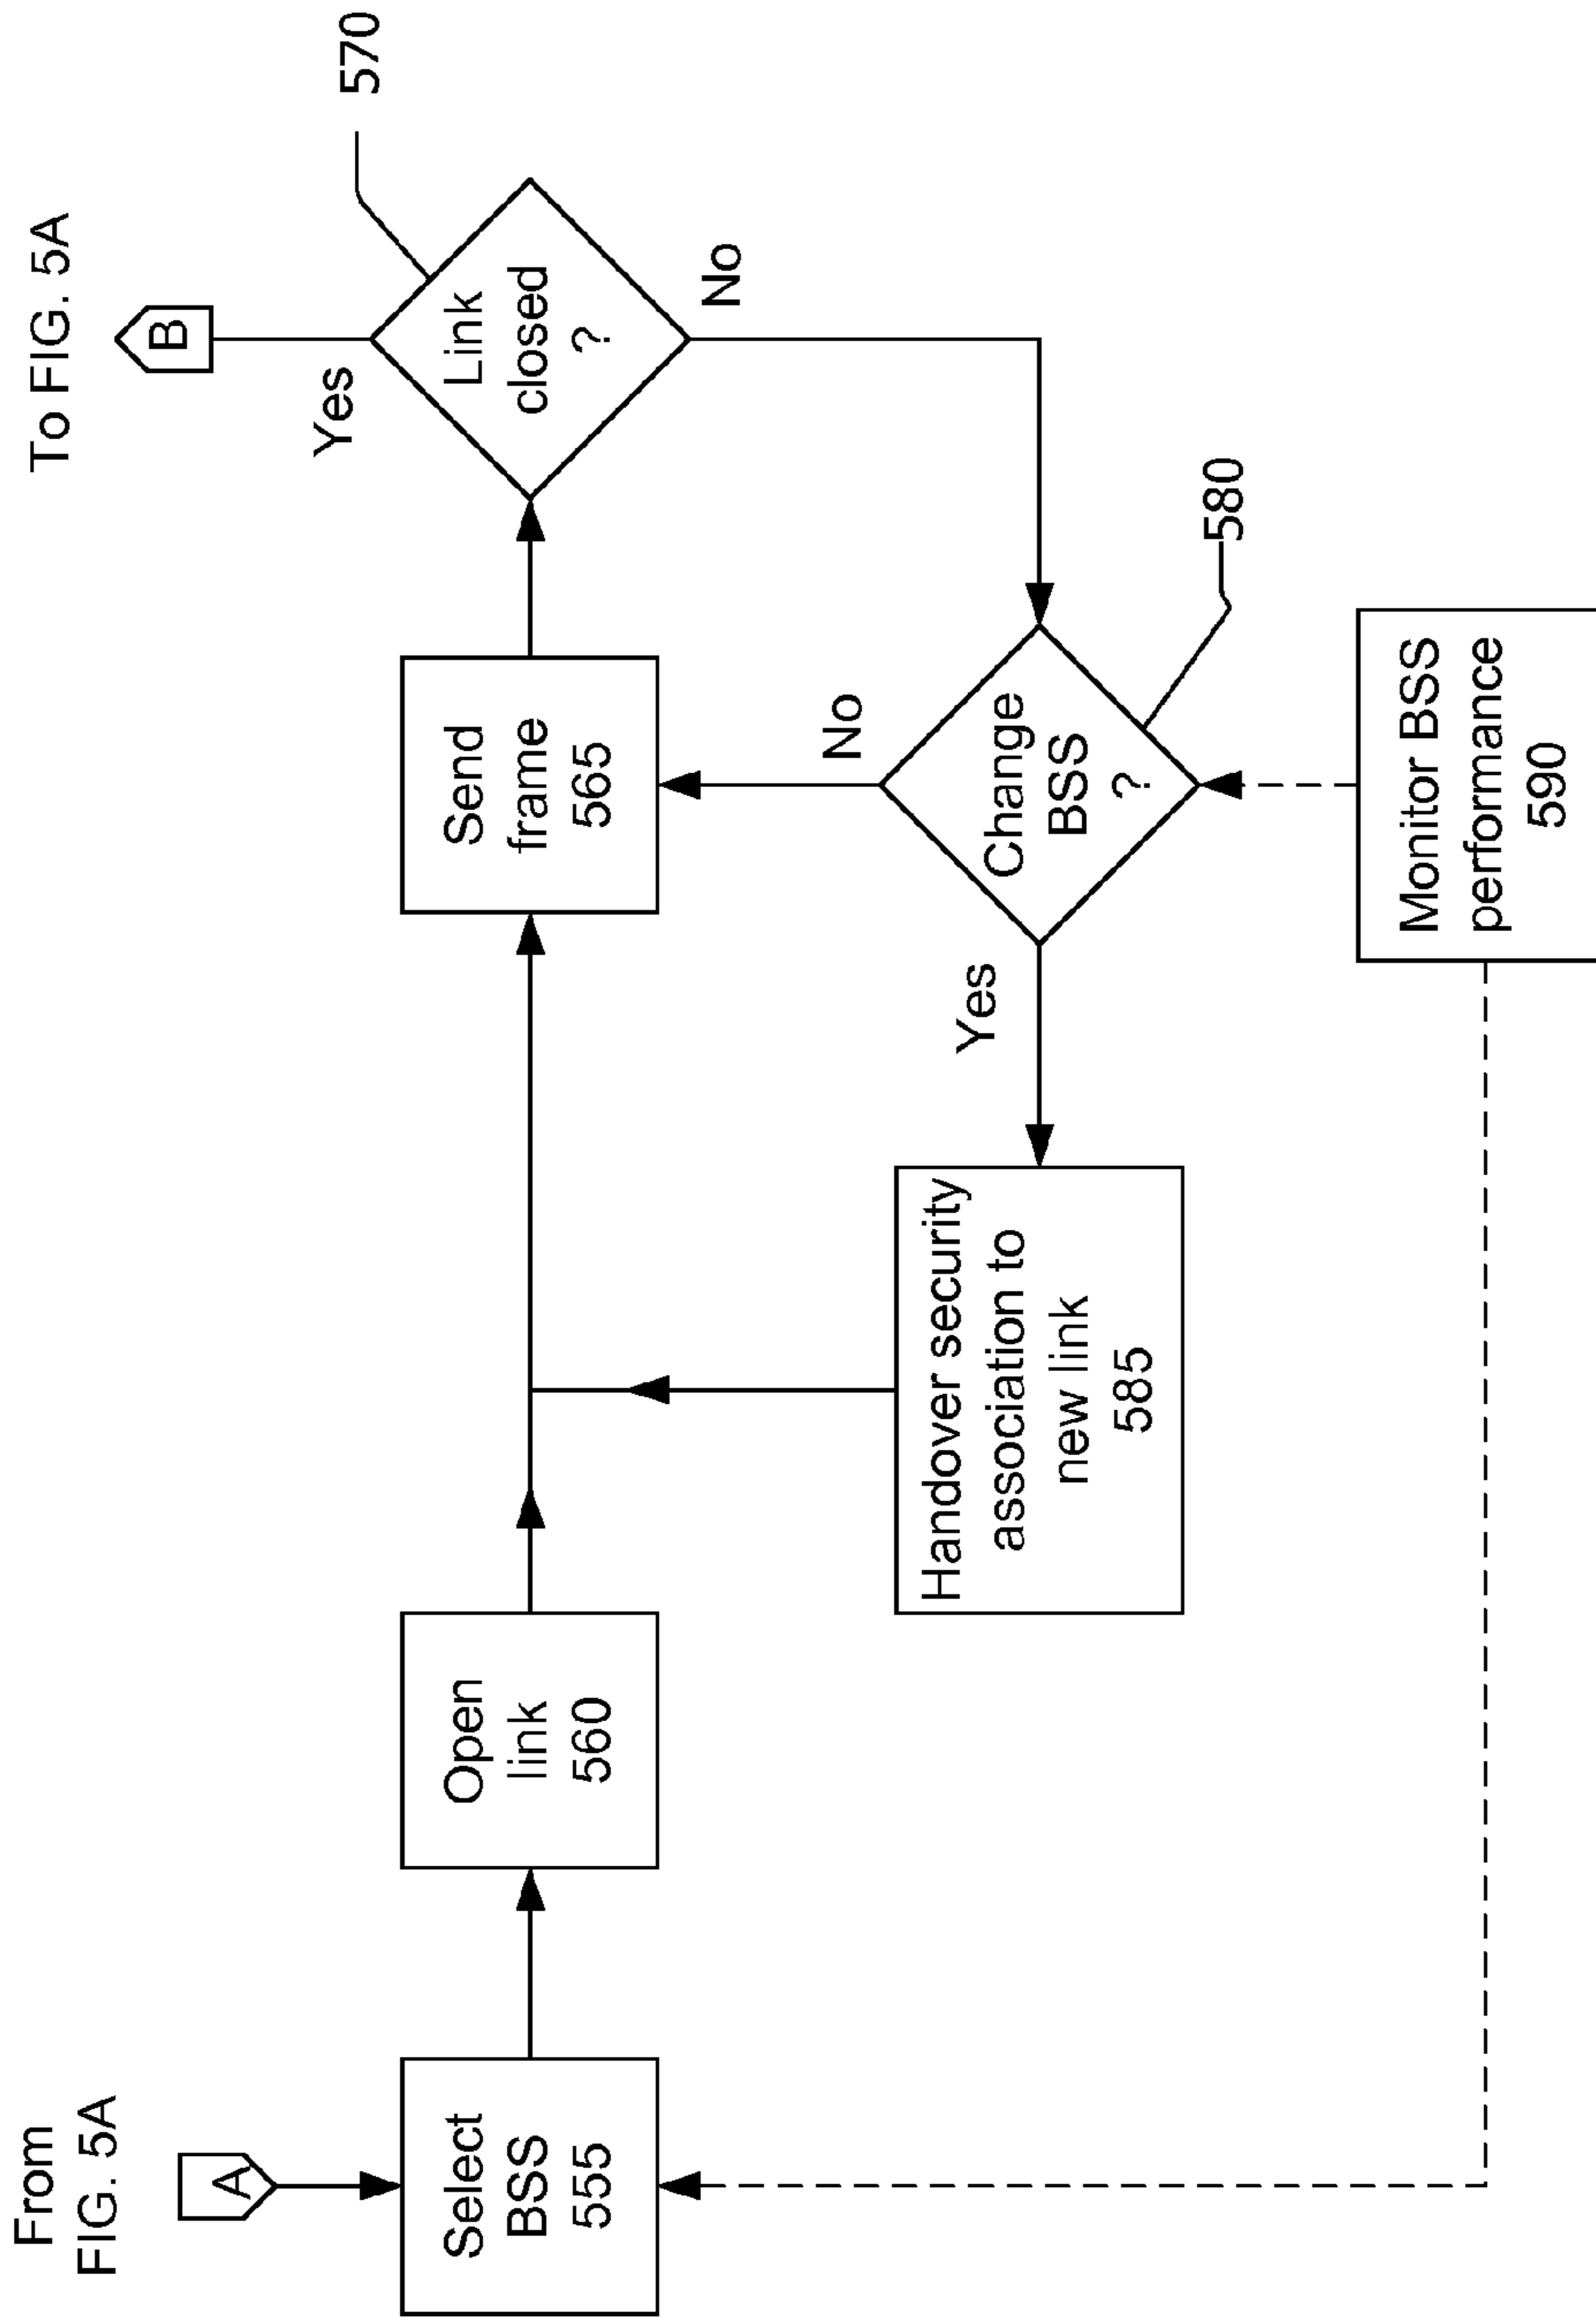 From
FIG. 5A
A
Select
BSS
555
Open
link
560
Send
frame
565
To FIG. 5A
B
Yes
Link
closed
?
570
No
Change
BSS
?
580
No
Yes
Handover security
association to
new link
585
Monitor BSS
performance
590